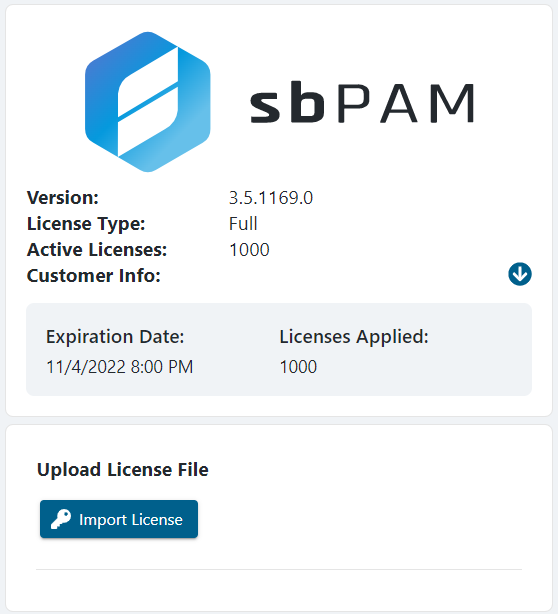 sbPAM
Version: 3.5.1169.0
License Type: Full
Active Licenses: 1000
Customer Info:
Expiration Date: Licenses Applied:
11/4/2022 8:00 PM 1000
Upload License File
Import License